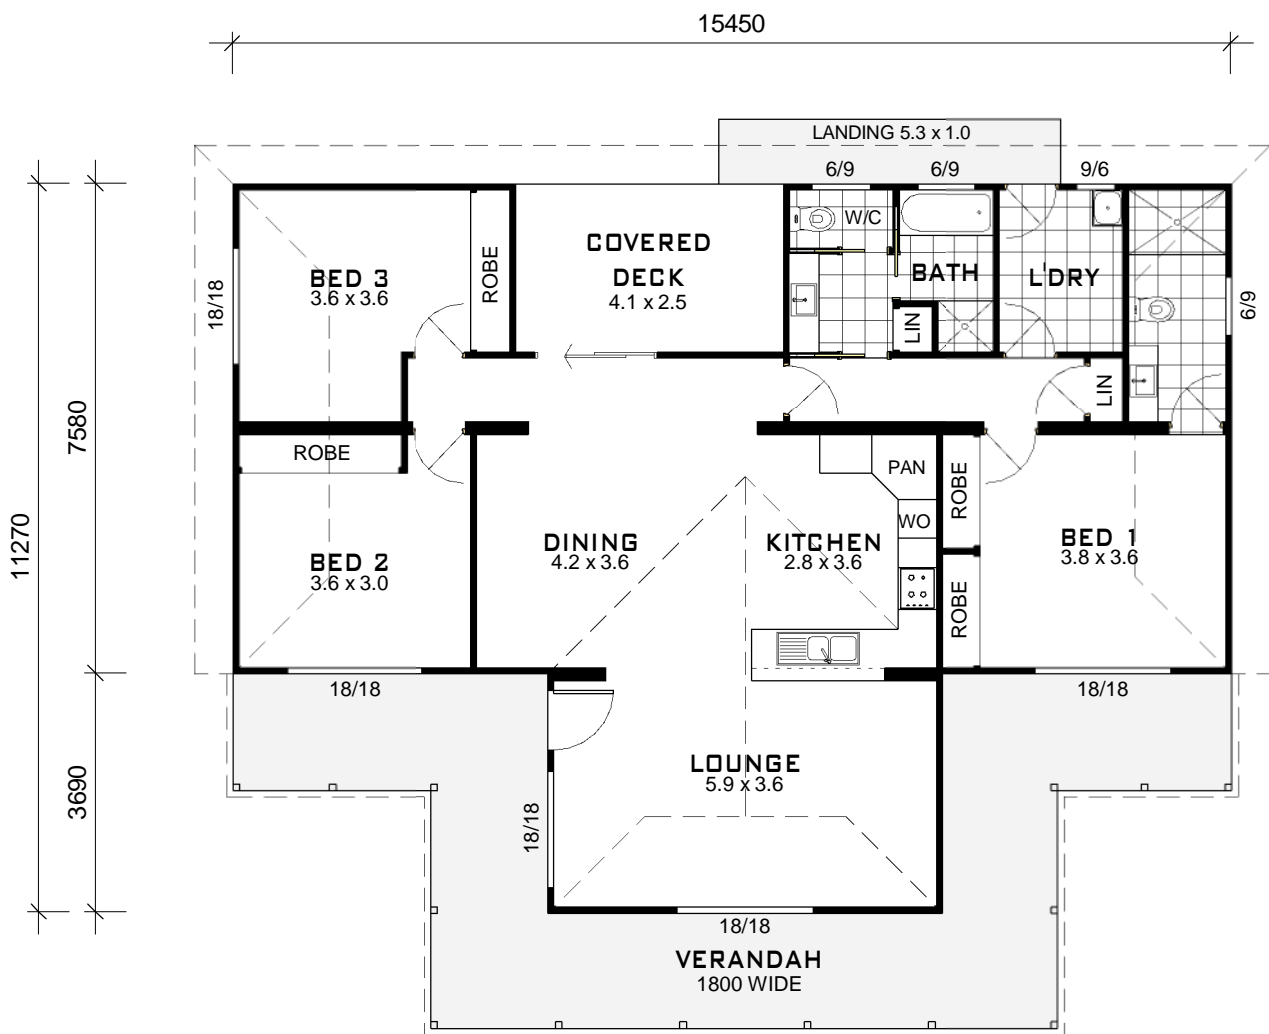 15450
LANDING 5.3 x 1.0
6/9
6/9
9/6
W/C
COVERED
DECK
4.1 x 2.5
BED 3
3.6 x 3.6
ROBE
18/18
BATH
L'DRY
6/9
LIN
LIN
7580
11270
ROBE
PAN
WO
ROBE
DINING
4.2 x 3.6
KITCHEN
2.8 x 3.6
BED 1
3.8 x 3.6
BED 2
3.6 x 3.0
ROBE
18/18
18/18
3690
LOUNGE
5.9 x 3.6
18/18
18/18
VERANDAH
1800 WIDE